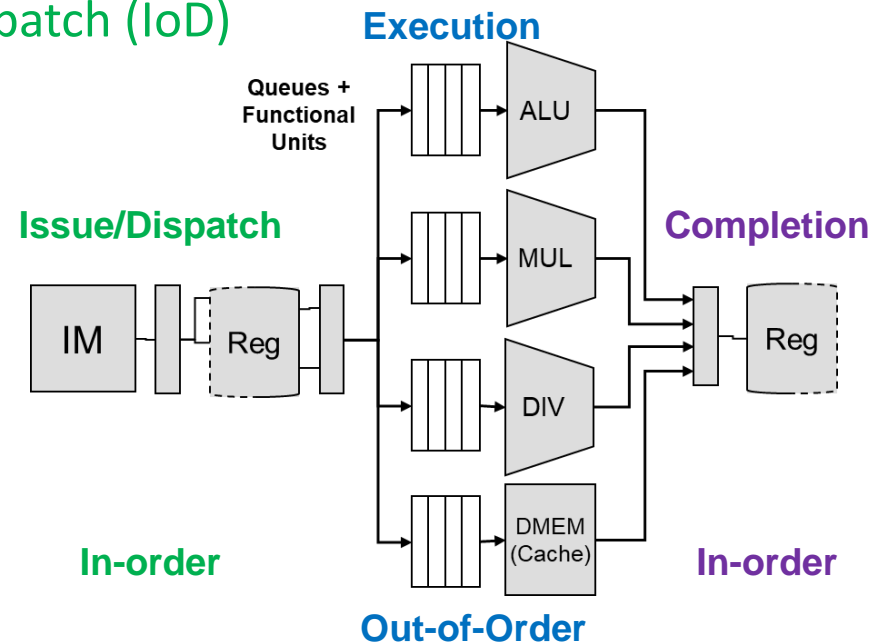 patch (IoD)
Execution
Queues +
Functional
Units
ALU
Issue/Dispatch
Completion
MUL
IM
Reg
Reg
DIV
DMEM
(Cache)
In-order
In-order
Out-of-Order